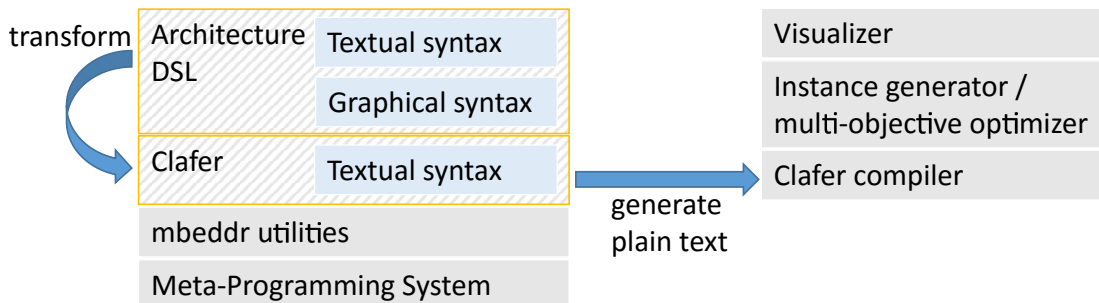 transform
Architecture
DSL
Textual syntax
Graphical syntax
Clafer
Textual syntax
mbeddr utilities
Meta-Programming System
generate
plain text
Visualizer
Instance generator /
multi-objective optimizer
Clafer compiler